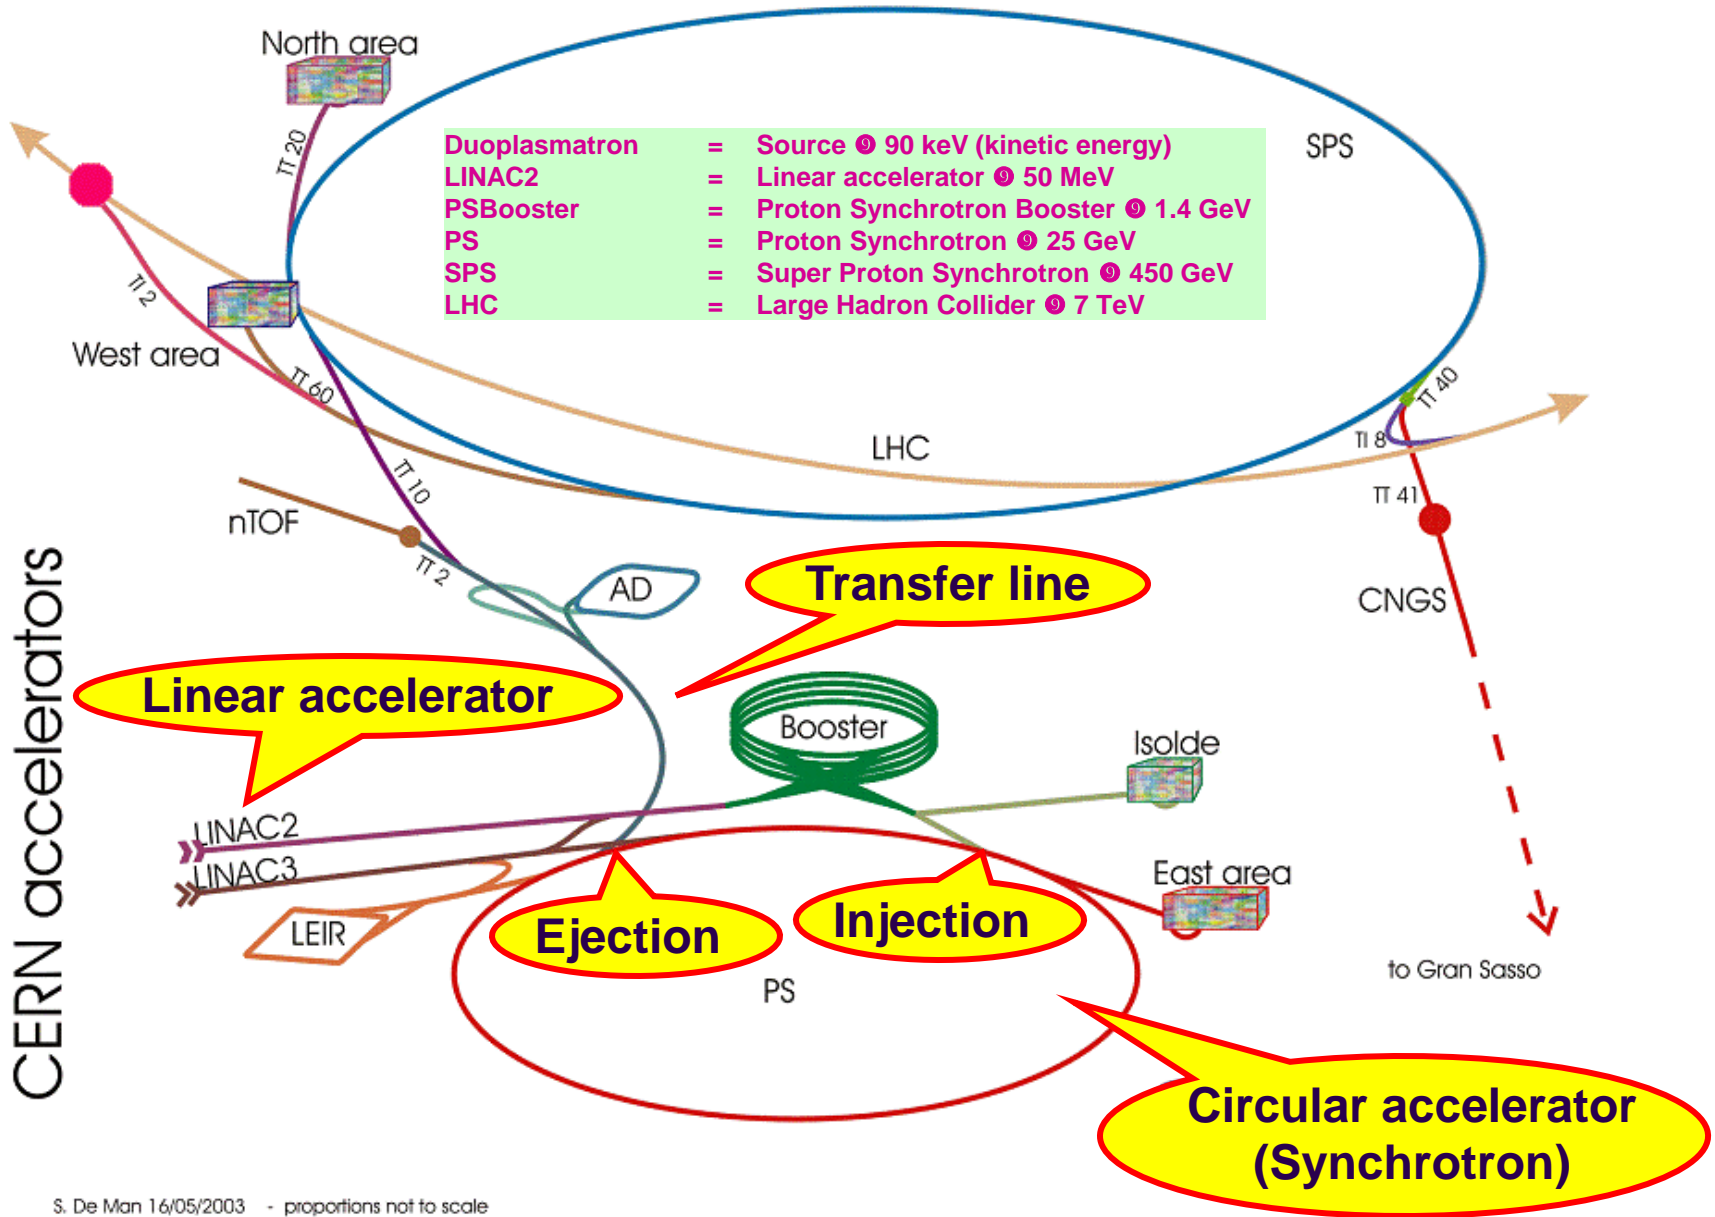 North area
TT 20
SPS
Duoplasmatron = Source ❾ 90 keV (kinetic energy)
LINAC2 = Linear accelerator ❾ 50 MeV
PSBooster = Proton Synchrotron Booster ❾ 1.4 GeV
PS = Proton Synchrotron ❾ 25 GeV
SPS = Super Proton Synchrotron ❾ 450 GeV
LHC = Large Hadron Collider ❾ 7 TeV
TI 2
West area
TT 60
TT 40
TI 8
LHC
TT 10
TT 41
nTOF
TT 2
AD
Transfer line
CNGS
CERN accelerators
Linear accelerator
Booster
Isolde
LINAC2
LINAC3
East area
LEIR
Ejection
Injection
to Gran Sasso
PS
Circular accelerator
(Synchrotron)
S. De Man 16/05/2003 - proportions not to scale